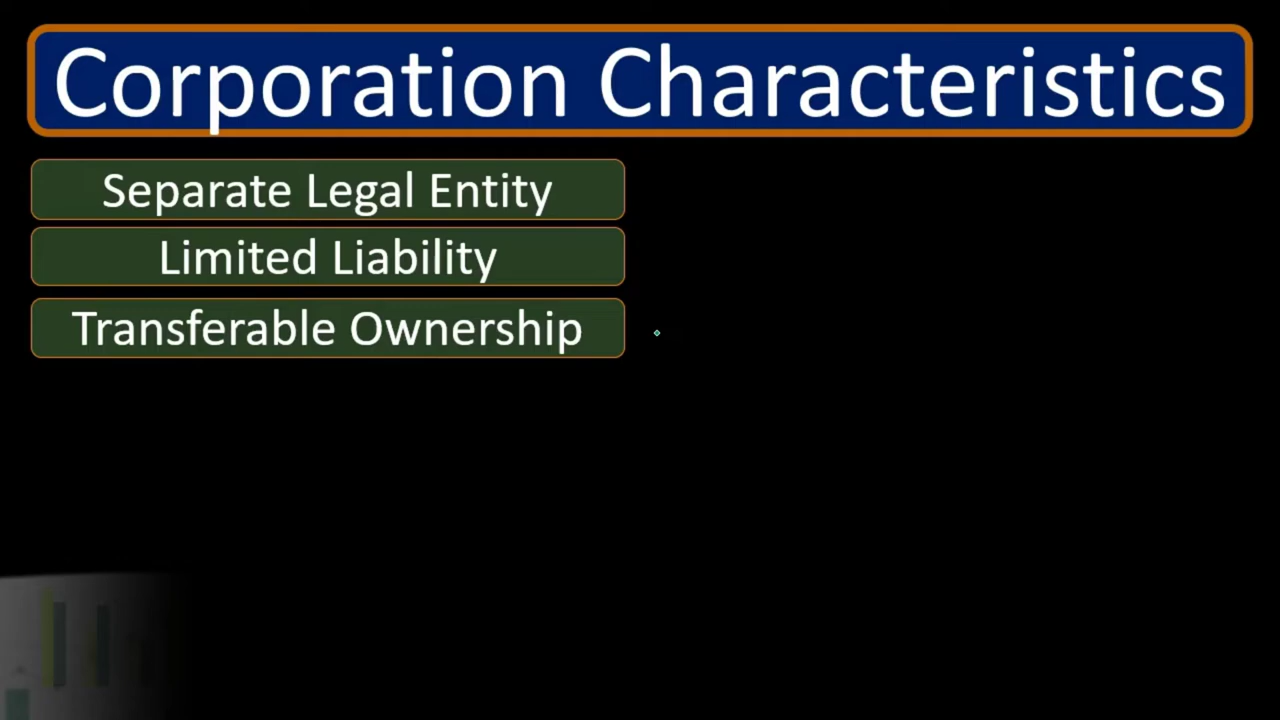 Corporation Characteristics
Separate Legal Entity
Limited Liability
Transferable Ownership